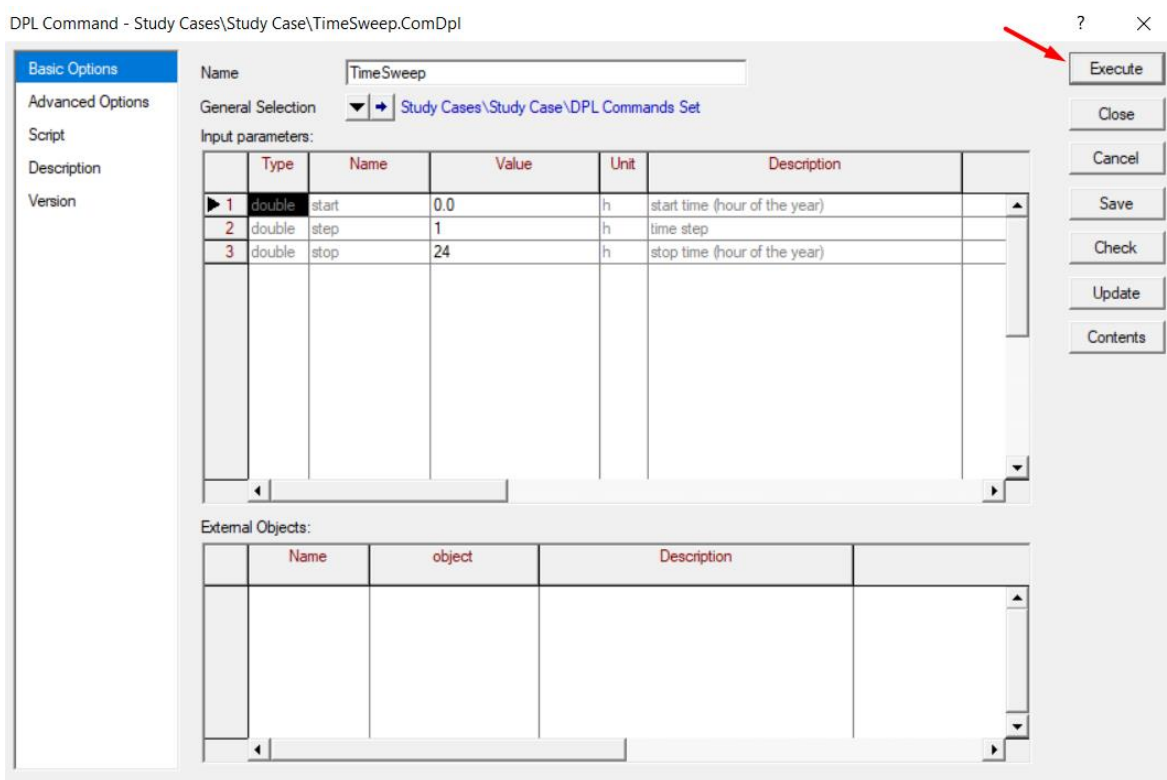 DPL Command - Study Cases\Study Case\TimeSweep.ComDpl ? ×
Basic Options
Advanced Options
Script
Description
Version
Name TimeSweep
General Selection Study Cases\Study Case\DPL Commands Set
Input parameters:
Type Name Value Unit Description
1 double start 0.0 h start time (hour of the year)
2 double step 1 h time step
3 double stop 24 h stop time (hour of the year)
External Objects:
Name object Description
Execute
Close
Cancel
Save
Check
Update
Contents